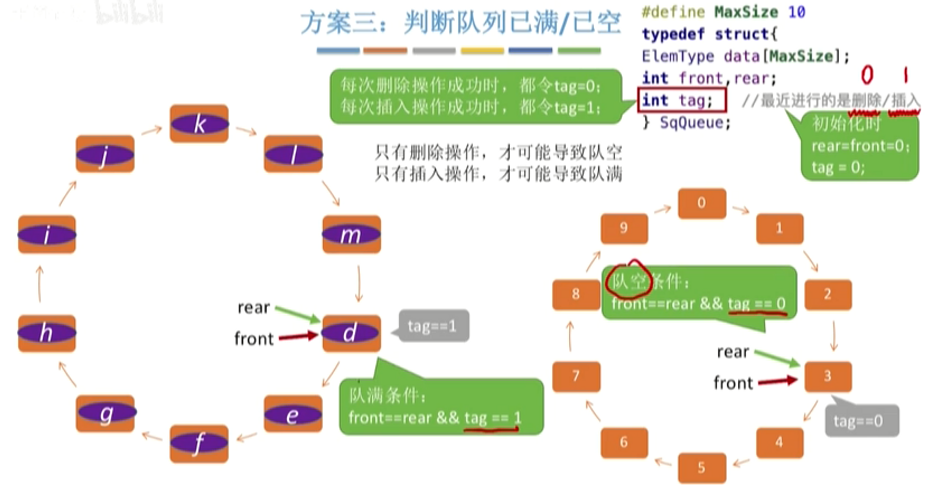 bilibili
方案三：判断队列已满/已空
#define MaxSize 10
typedef struct{
ElemType data[MaxSize];
int front,rear;
int tag; //最近进行的是删除/插入
} SqQueue;
0 1
每次删除操作成功时，都令tag=0；
每次插入操作成功时，都令tag=1；
初始化时
rear=front=0；
tag = 0；
只有删除操作，才可能导致队空
只有插入操作，才可能导致队满
k
l
m
d
e
f
g
h
i
j
rear
front
tag==1
队满条件：
front==rear && tag == 1
0
1
2
3
4
5
6
7
8
9
队空条件：
front==rear && tag == 0
rear
front
tag==0